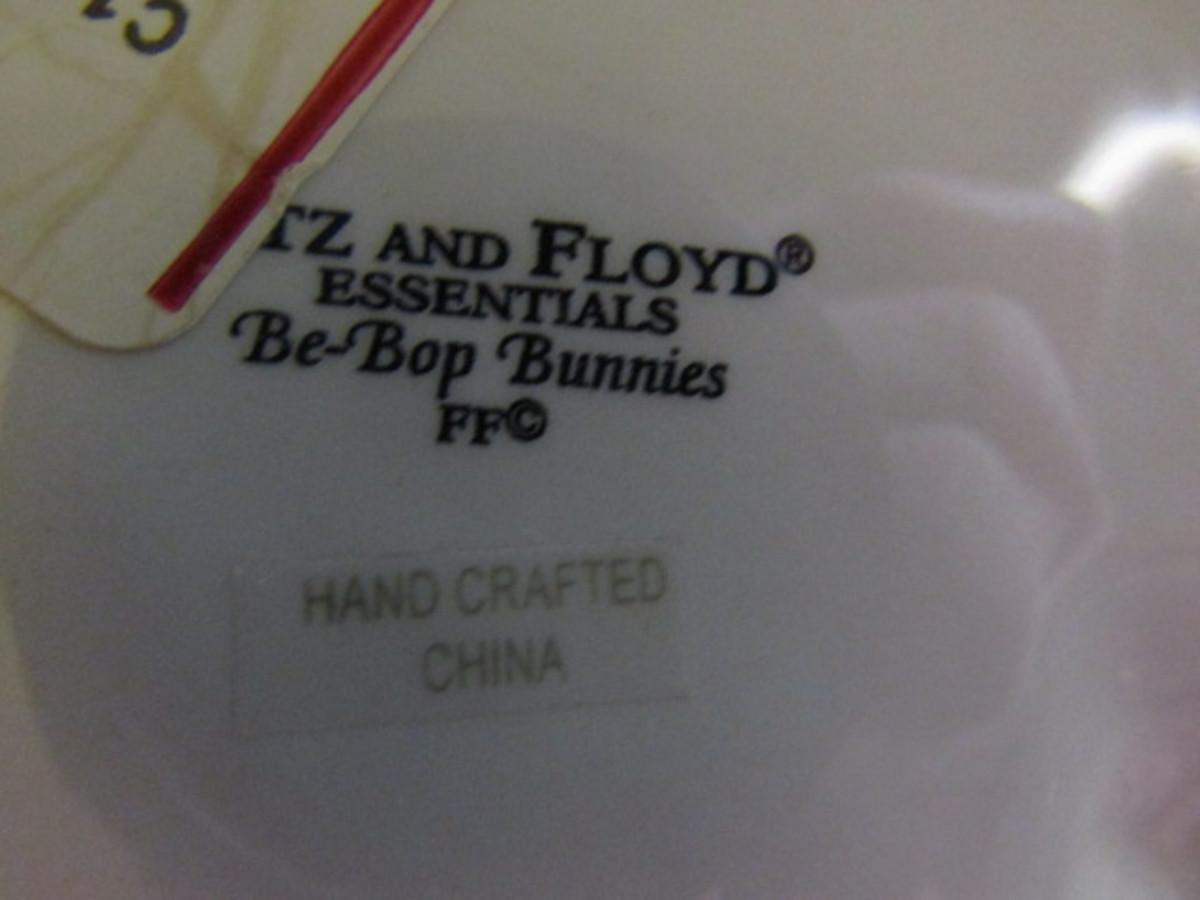 TZ AND FLOYD®
ESSENTIALS
Be-Bop Bunnies
FF©
HAND CRAFTED
CHINA